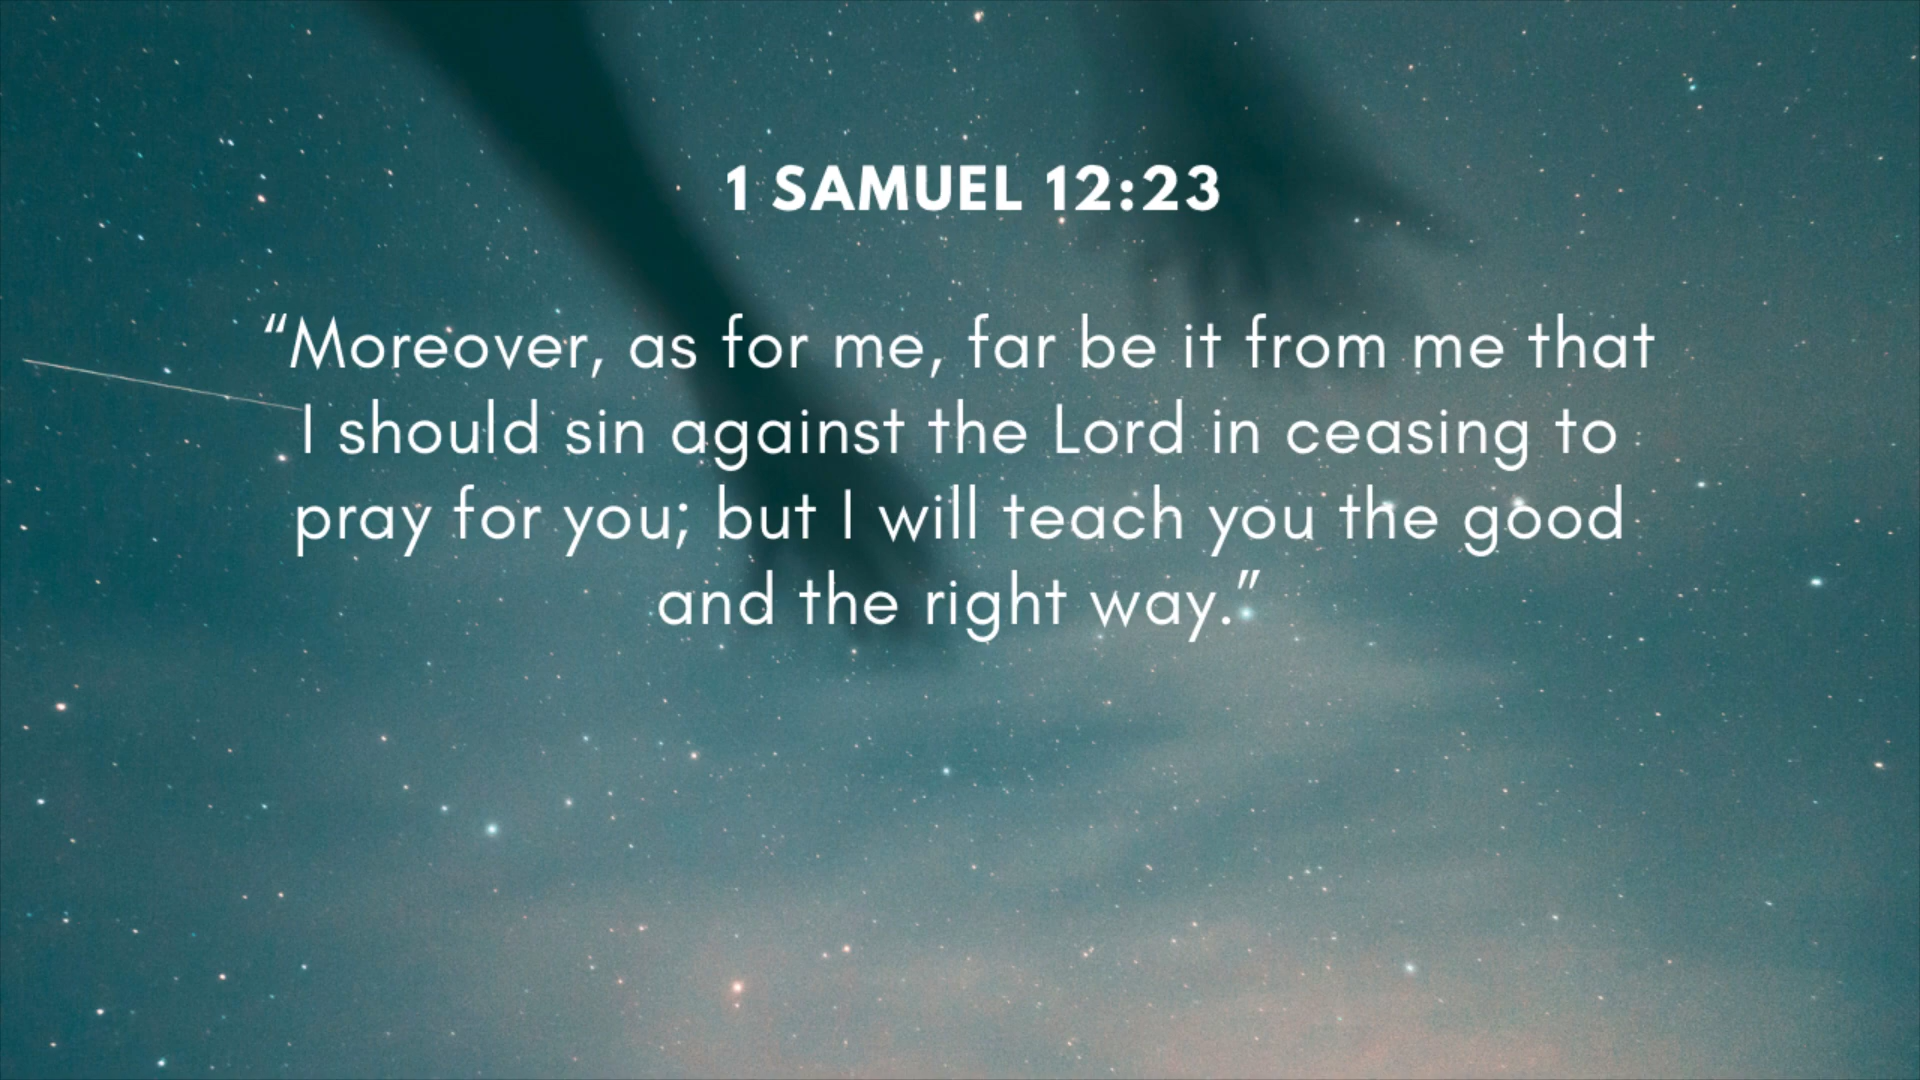 1 SAMUEL 12:23
“Moreover, as for me, far be it from me that
I should sin against the Lord in ceasing to
pray for you; but I will teach you the good
and the right way.”